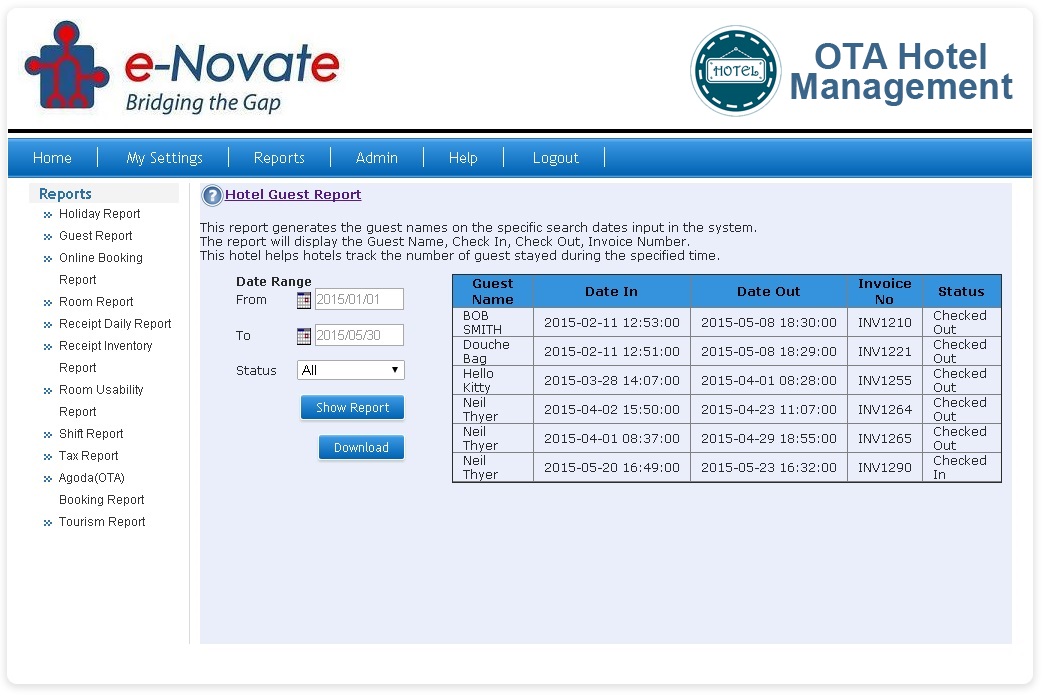 e-Novate
Bridging the Gap
HOTEL
OTA Hotel
Management
Home My Settings Reports Admin Help Logout
Reports
Holiday Report
Guest Report
Online Booking
Report
Room Report
Receipt Daily Report
Receipt Inventory
Report
Room Usability
Report
Shift Report
Tax Report
Agoda(OTA)
Booking Report
Tourism Report
? Hotel Guest Report
This report generates the guest names on the specific search dates input in the system.
The report will display the Guest Name, Check In, Check Out, Invoice Number.
This hotel helps hotels track the number of guest stayed during the specified time.
Date Range
From 2015/01/01
To 2015/05/30
Status All
Show Report
Download
Guest
Name Date In Date Out Invoice
No Status
BOB
SMITH 2015-02-11 12:53:00 2015-05-08 18:30:00 INV1210 Checked
Out
Douche
Bag 2015-02-11 12:51:00 2015-05-08 18:29:00 INV1221 Checked
Out
Hello
Kitty 2015-03-28 14:07:00 2015-04-01 08:28:00 INV1255 Checked
Out
Neil
Thyer 2015-04-02 15:50:00 2015-04-23 11:07:00 INV1264 Checked
Out
Neil
Thyer 2015-04-01 08:37:00 2015-04-29 18:55:00 INV1265 Checked
Out
Neil
Thyer 2015-05-20 16:49:00 2015-05-23 16:32:00 INV1290 Checked
In